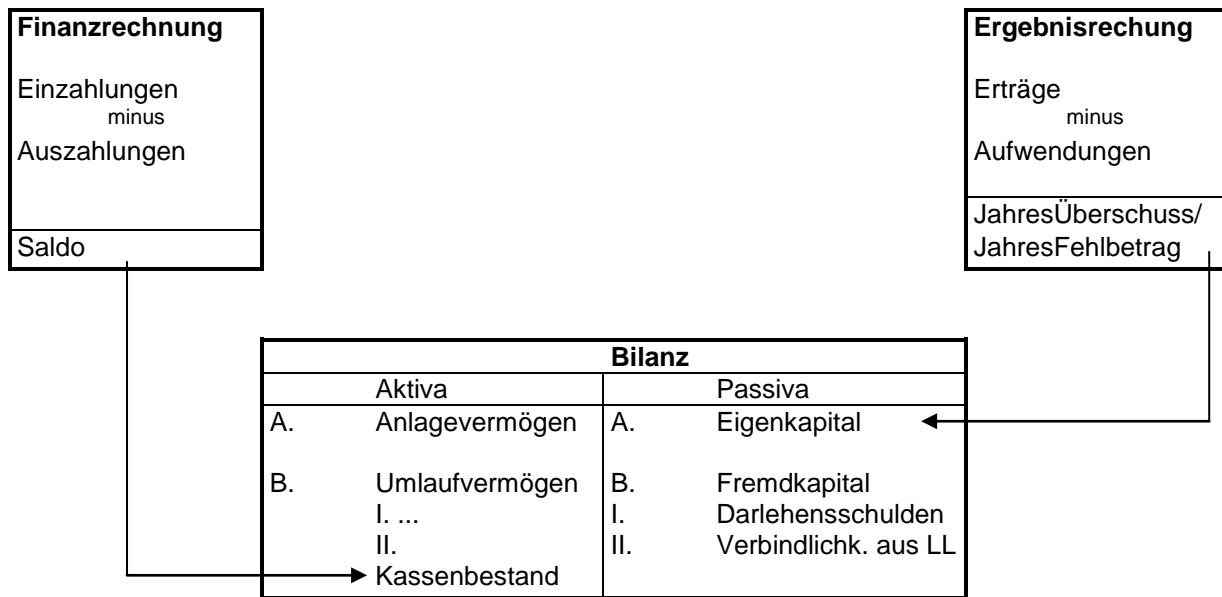 Finanzrechnung
Einzahlungen
minus
Auszahlungen
Saldo
Ergebnisrechung
Erträge
minus
Aufwendungen
JahresÜberschuss/
JahresFehlbetrag
Bilanz
Aktiva Passiva
A. Anlagevermögen A. Eigenkapital
B. Umlaufvermögen B. Fremdkapital
I. ... I. Darlehensschulden
II. II. Verbindlichk. aus LL
Kassenbestand